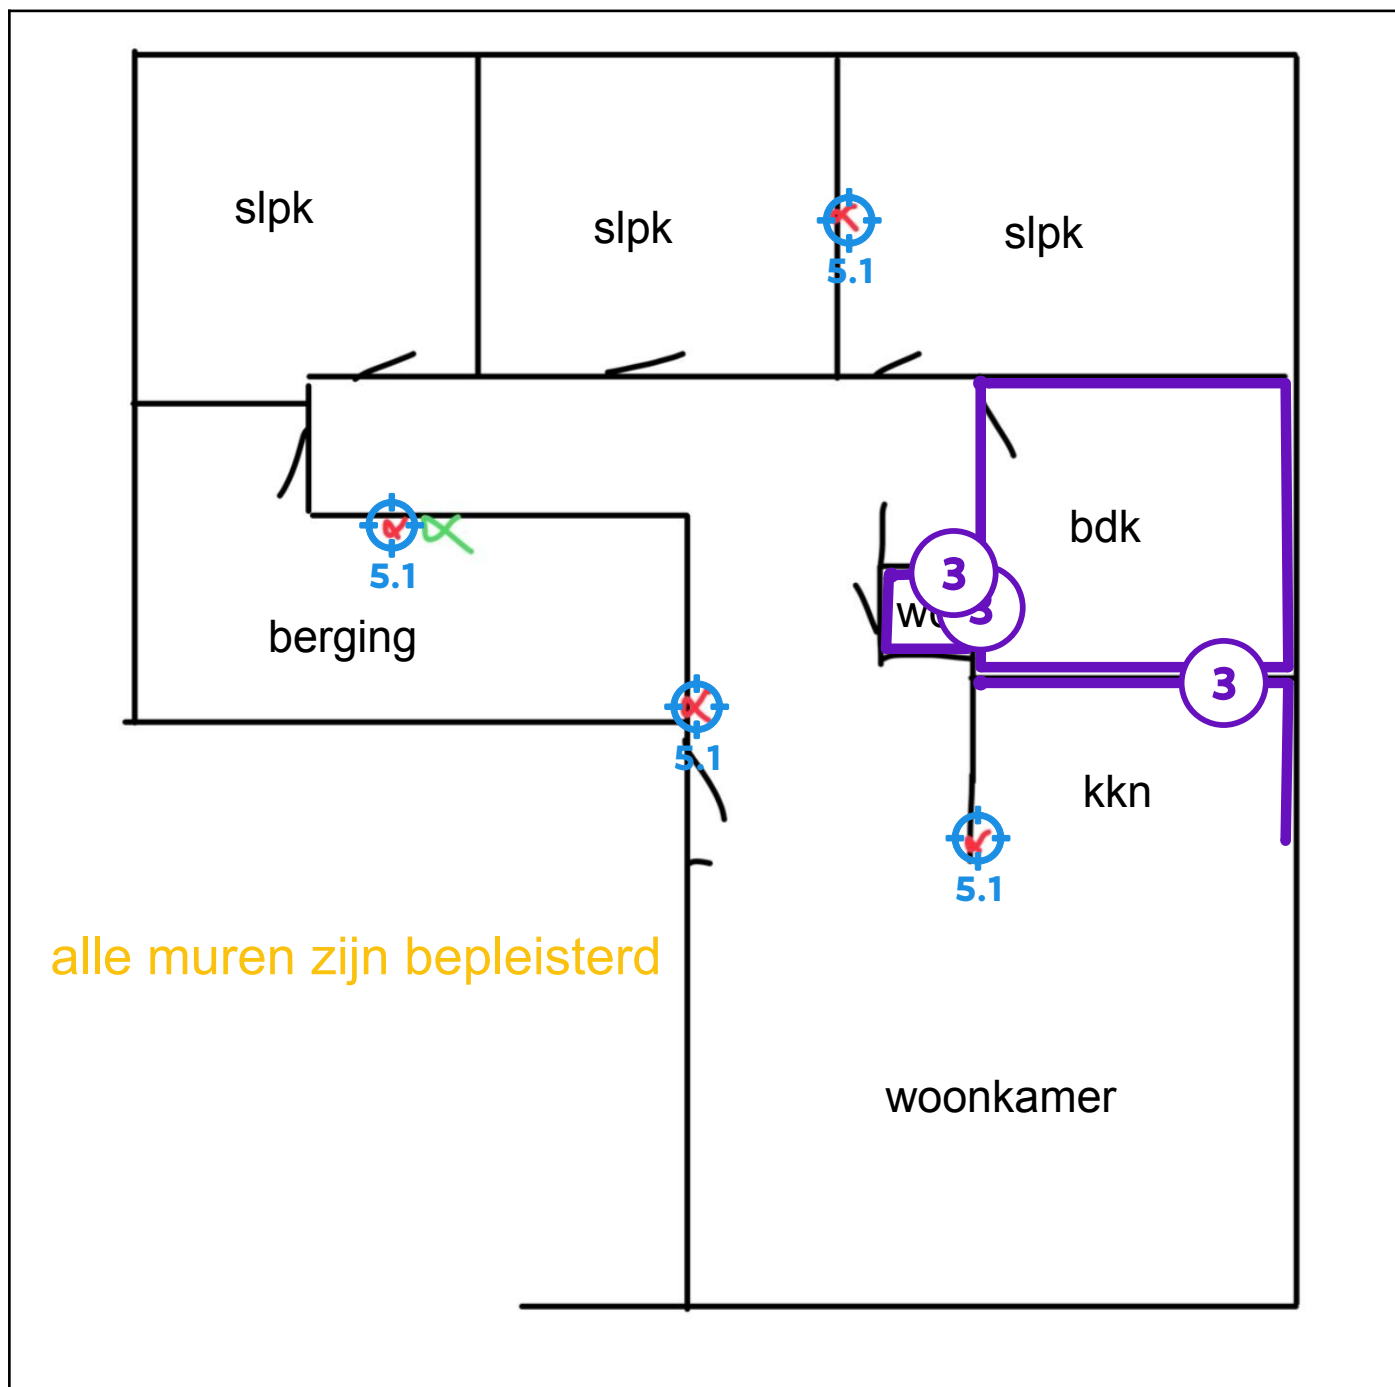 slpk
slpk
slpk
5.1
bdk
5.1
3
3
berging
3
5.1
kkn
5.1
alle muren zijn bepleisterd
woonkamer